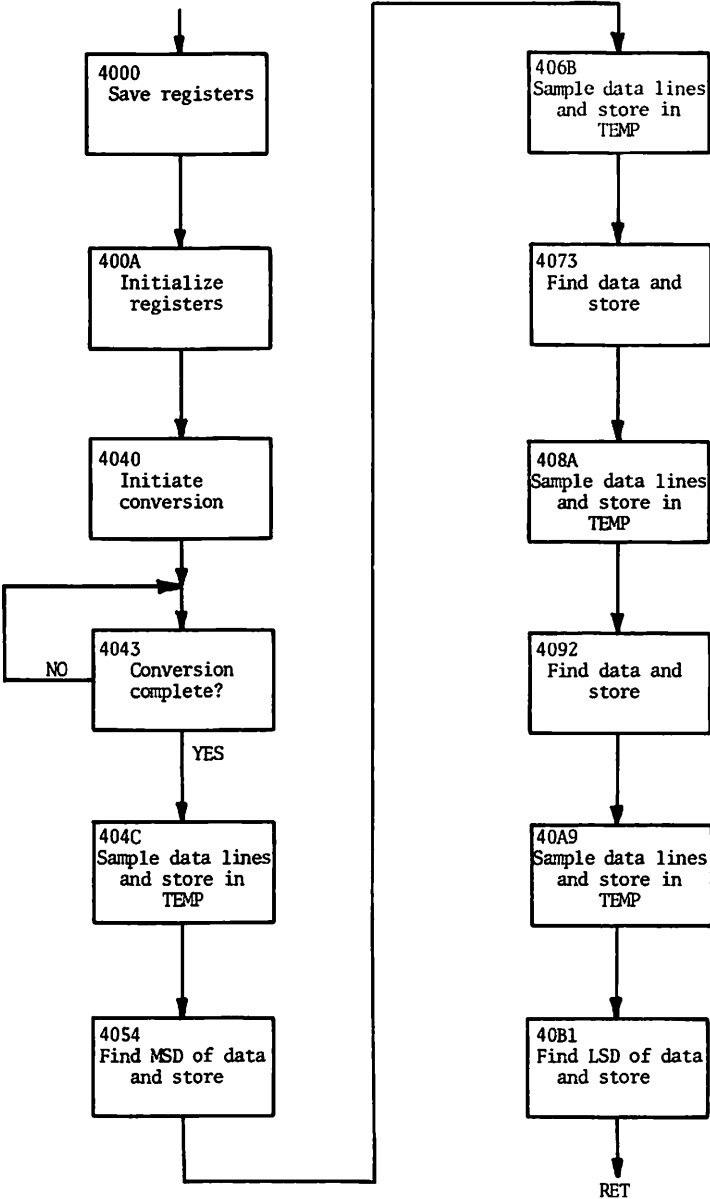 4000
Save registers
400A
Initialize
registers
4040
Initiate
conversion
4043
Conversion
complete?
NO
YES
404C
Sample data lines
and store in
TEMP
4054
Find MSD of data
and store
406B
Sample data lines
and store in
TEMP
4073
Find data and
store
408A
Sample data lines
and store in
TEMP
4092
Find data and
store
40A9
Sample data lines
and store in
TEMP
40B1
Find LSD of data
and store
RET